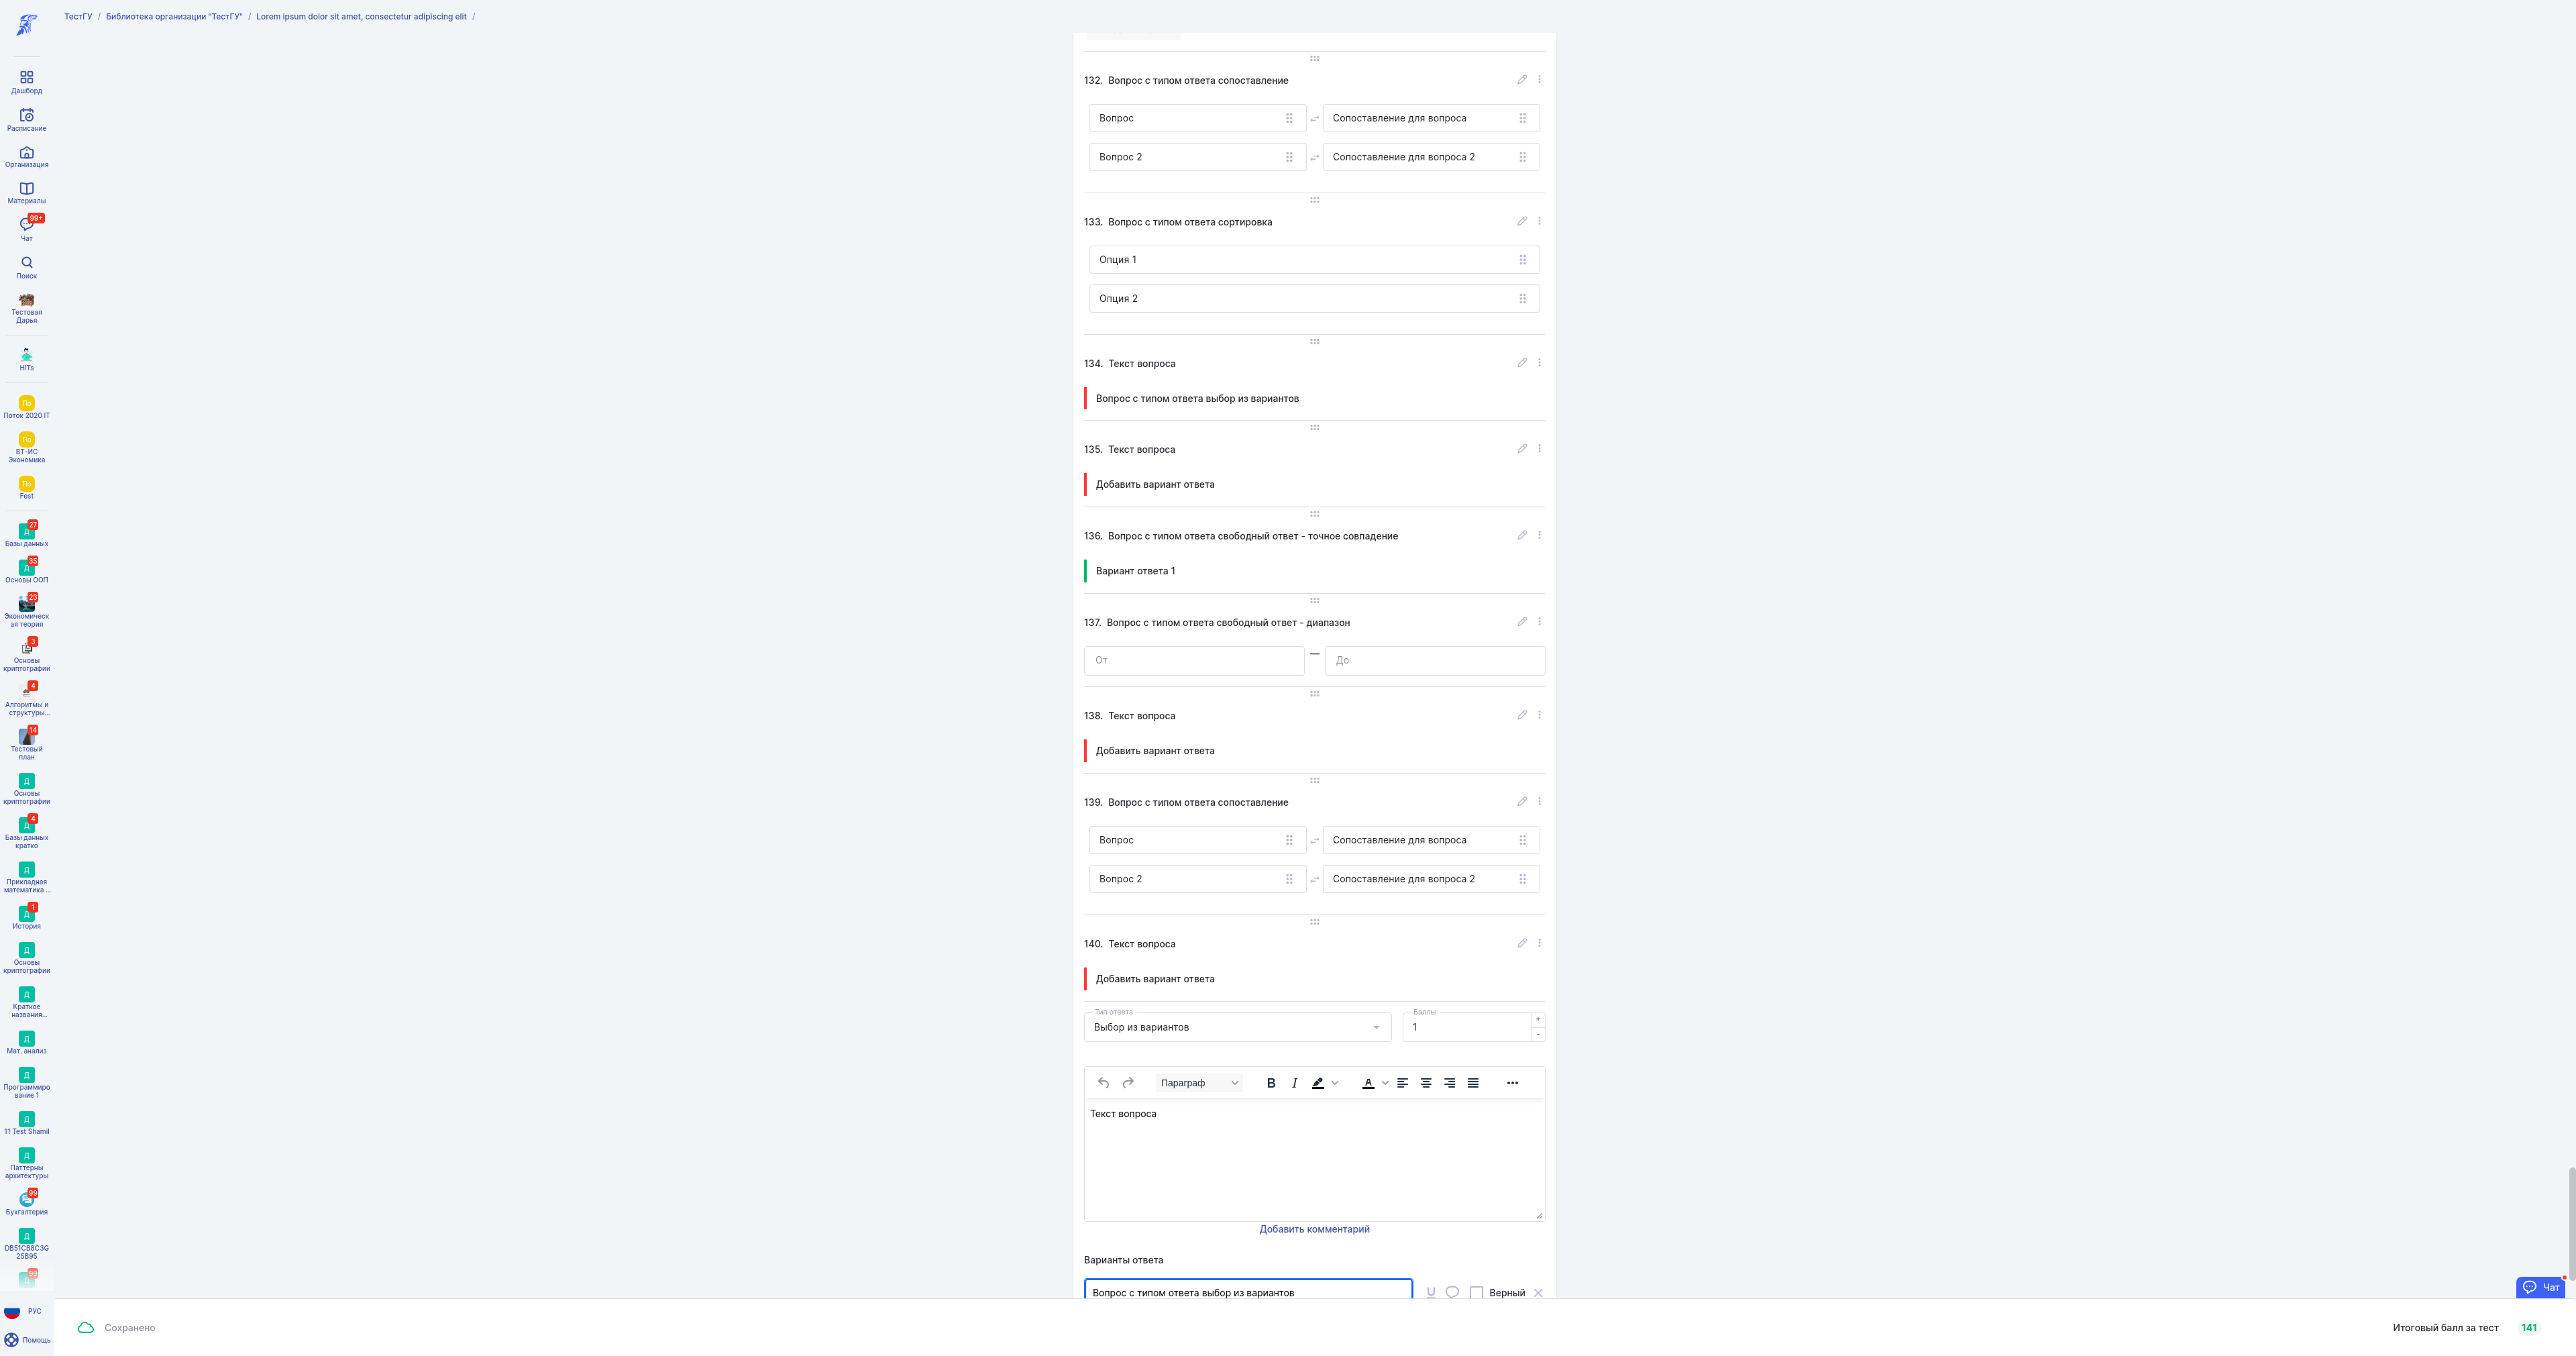 ТестГУ / Библиотека организации "ТестГУ" / Lorem ipsum dolor sit amet, consectetur adipiscing elit /
Дашборд
Расписание
Организация
Материалы
99+
Чат
Поиск
Тестовая
Дарья
HITs
По
Поток 2020 IT
По
ВТ-ИС
Экономика
По
Fest
Д
27
Базы данных
Д
35
Основы ООП
23
Экономическ
ая теория
3
Основы
криптографии
4
Алгоритмы и
структуры...
14
Тестовый
план
Д
Основы
криптографии
Д
4
Базы данных
кратко
Д
Прикладная
математика ...
Д
1
История
Д
Основы
криптографии
Д
Краткое
названия...
Д
Мат. анализ
Д
Программиро
вание 1
Д
11 Test Shamil
Д
Паттерны
архитектуры
99
Бухгалтерия
Д
DB51CB8C3G
25B95
Д
99
РУС
Помощь
132. Вопрос с типом ответа сопоставление
Вопрос
Сопоставление для вопроса
Вопрос 2
Сопоставление для вопроса 2
133. Вопрос с типом ответа сортировка
Опция 1
Опция 2
134. Текст вопроса
Вопрос с типом ответа выбор из вариантов
135. Текст вопроса
Добавить вариант ответа
136. Вопрос с типом ответа свободный ответ - точное совпадение
Вариант ответа 1
137. Вопрос с типом ответа свободный ответ - диапазон
От
—
До
138. Текст вопроса
Добавить вариант ответа
139. Вопрос с типом ответа сопоставление
Вопрос
Сопоставление для вопроса
Вопрос 2
Сопоставление для вопроса 2
140. Текст вопроса
Добавить вариант ответа
Тип ответа
Выбор из вариантов
Баллы
1
+
-
Параграф
Текст вопроса
Добавить комментарий
Варианты ответа
Вопрос с типом ответа выбор из вариантов
Верный
Чат
Сохранено
Итоговый балл за тест 141